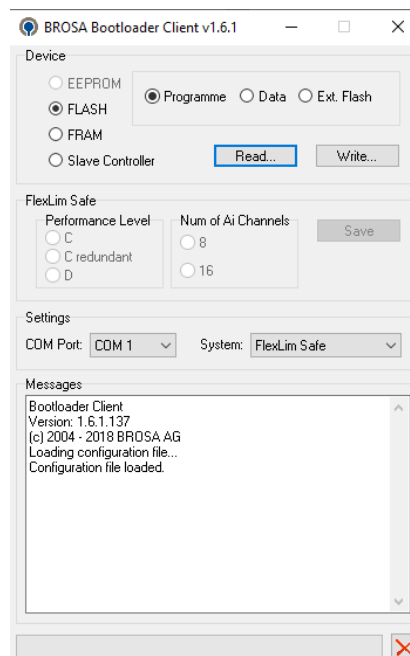 BROSA Bootloader Client v1.6.1
Device
EEPROM
FLASH
FRAM
Slave Controller
Programme Data Ext. Flash
Read... Write...
FlexLim Safe
Performance Level
C
C redundant
D
Num of Ai Channels
8
16
Save
Settings
COM Port: COM 1 System: FlexLim Safe
Messages
Bootloader Client
Version: 1.6.1.137
(c) 2004 - 2018 BROSA AG
Loading configuration file...
Configuration file loaded.